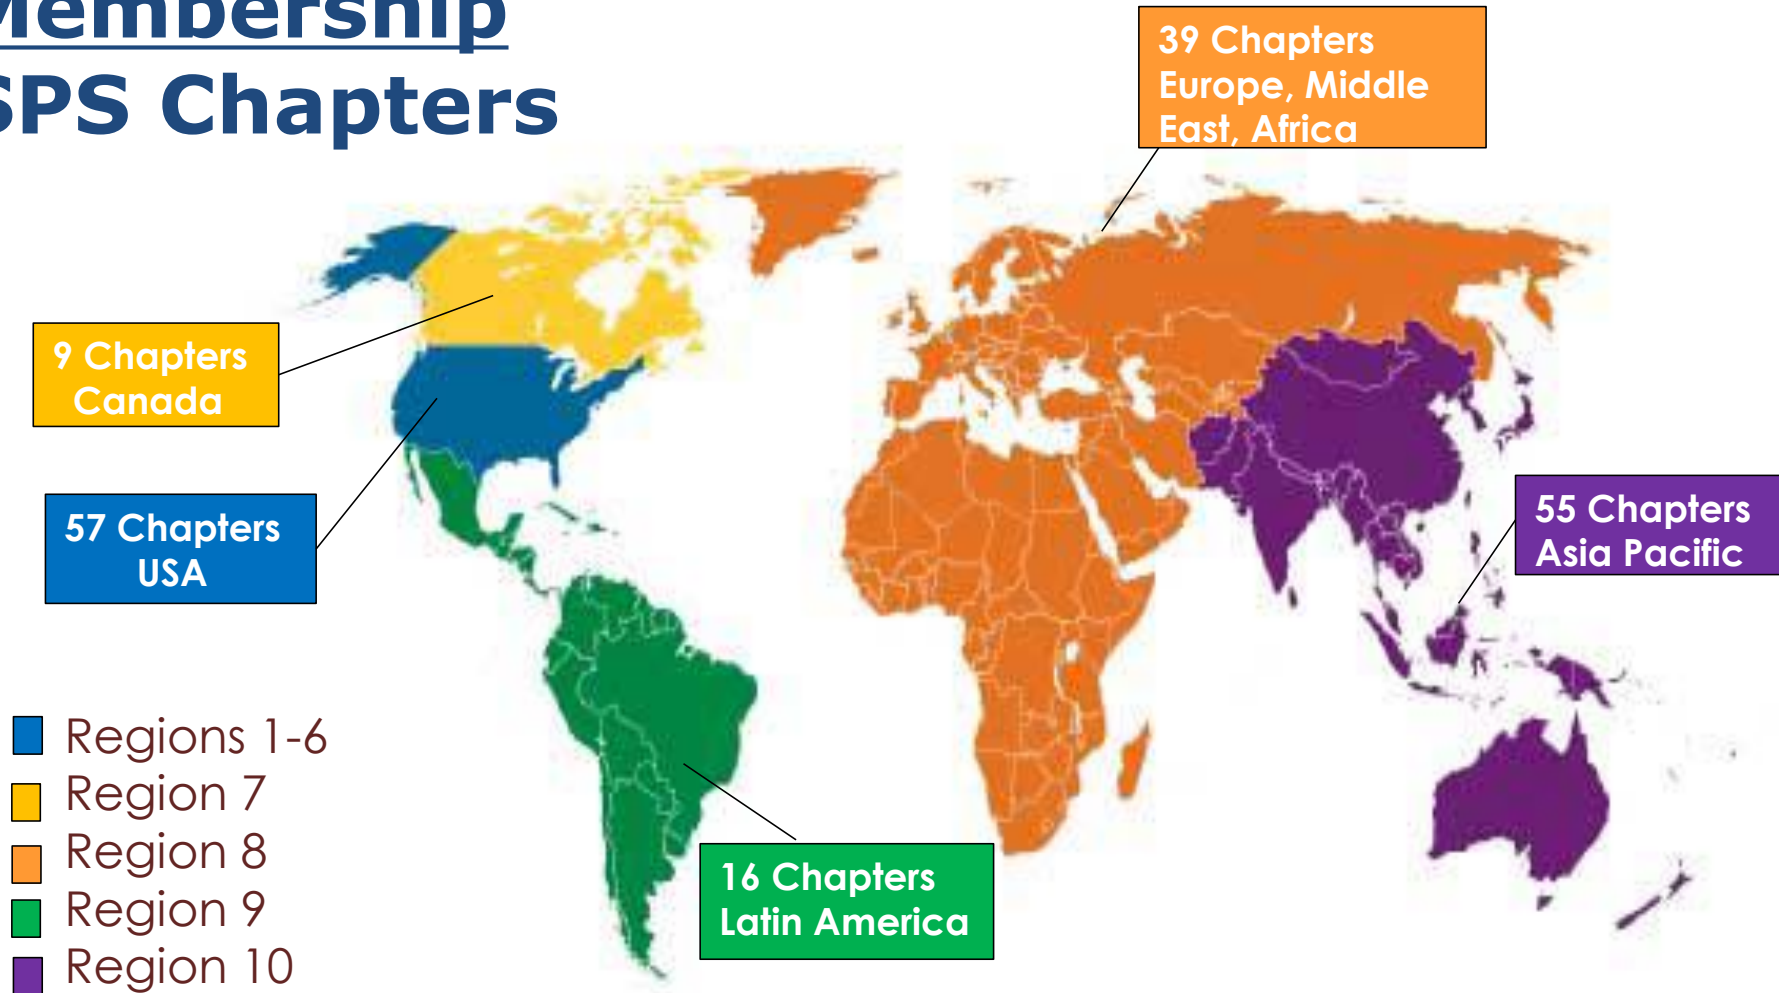 Membership
SPS Chapters
39 Chapters
Europe, Middle
East, Africa
9 Chapters
Canada
57 Chapters
USA
55 Chapters
Asia Pacific
16 Chapters
Latin America
Regions 1-6
Region 7
Region 8
Region 9
Region 10